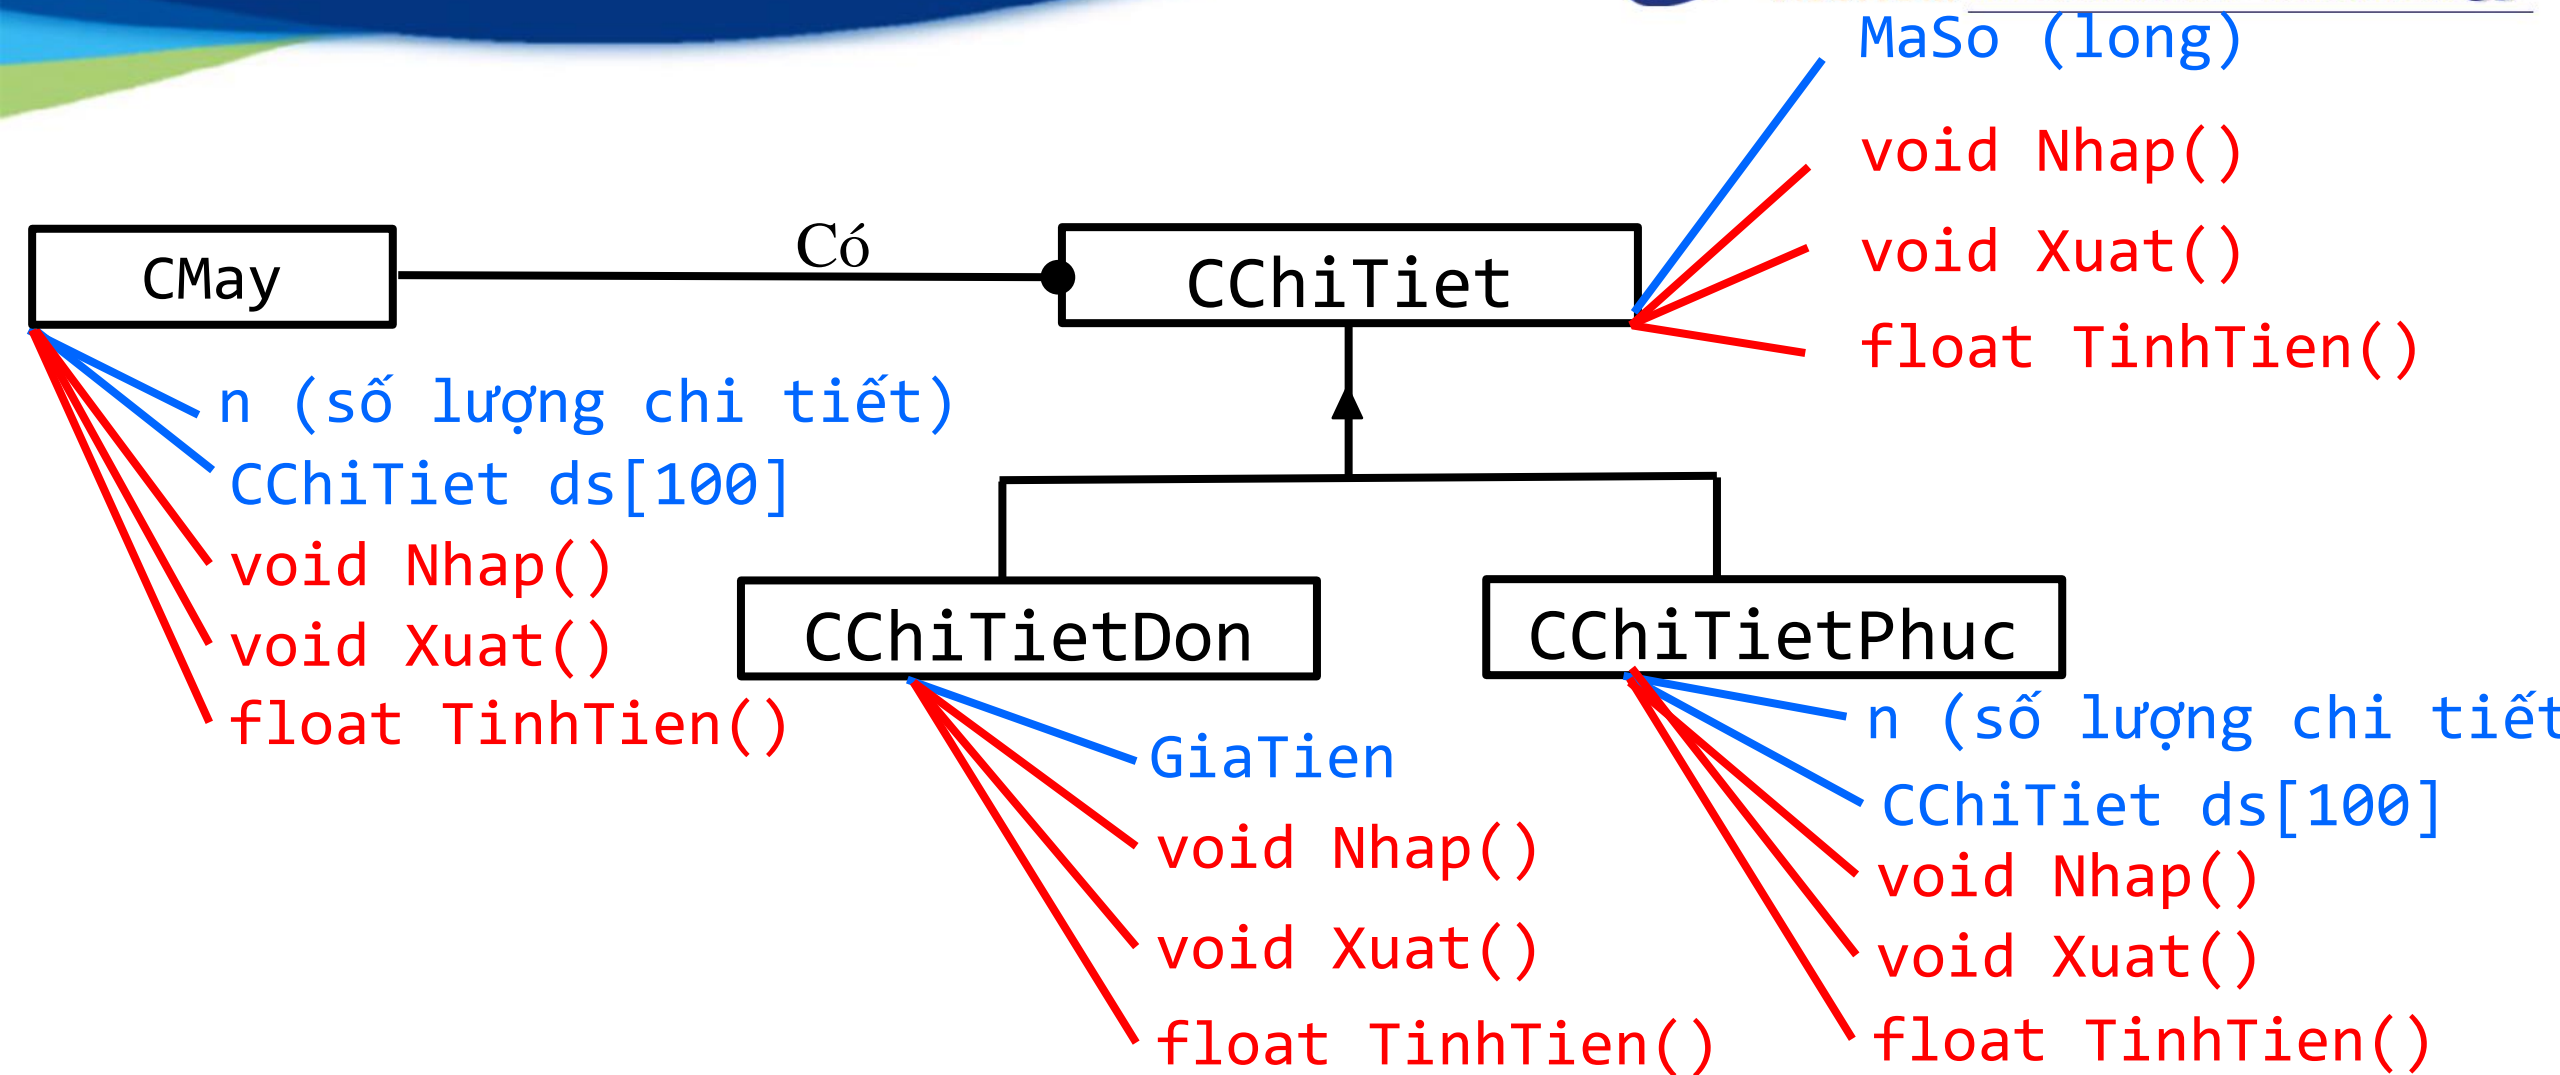 MaSo (long)
void Nhap()
void Xuat()
float TinhTien()
Có
CMay
CChiTiet
n (số lượng chi tiết)
CChiTiet ds[100]
void Nhap()
void Xuat()
float TinhTien()
CChiTietDon
GiaTien
void Nhap()
void Xuat()
float TinhTien()
CChiTietPhuc
n (số lượng chi tiết
CChiTiet ds[100]
void Nhap()
void Xuat()
float TinhTien()